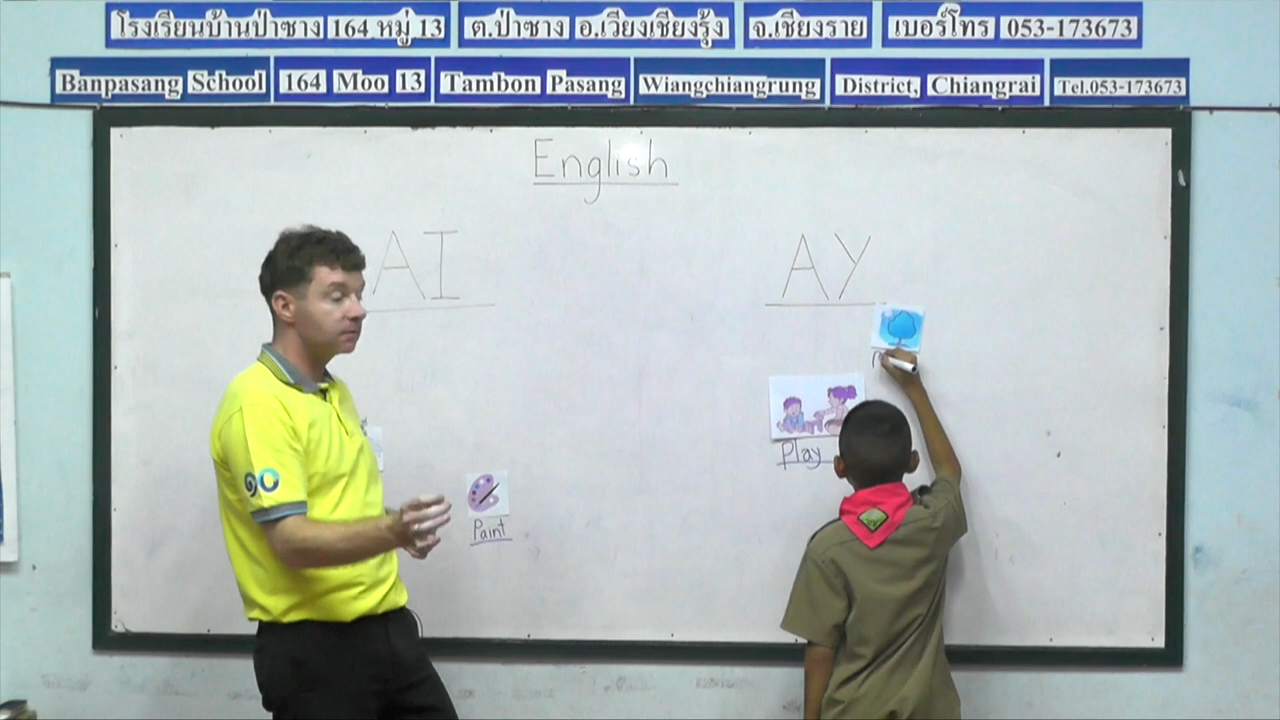 โรงเรียนบ้านป่าซาง 164 หมู่ 13 ต.ป่าซาง อ.เวียงเชียงรุ้ง จ.เชียงราย เบอร์โทร 053-173673
Banpasang School 164 Moo 13 Tambon Pasang Wiangchiangrung District, Chiangrai Tel.053-173673
English
AI
AY
Play
Paint